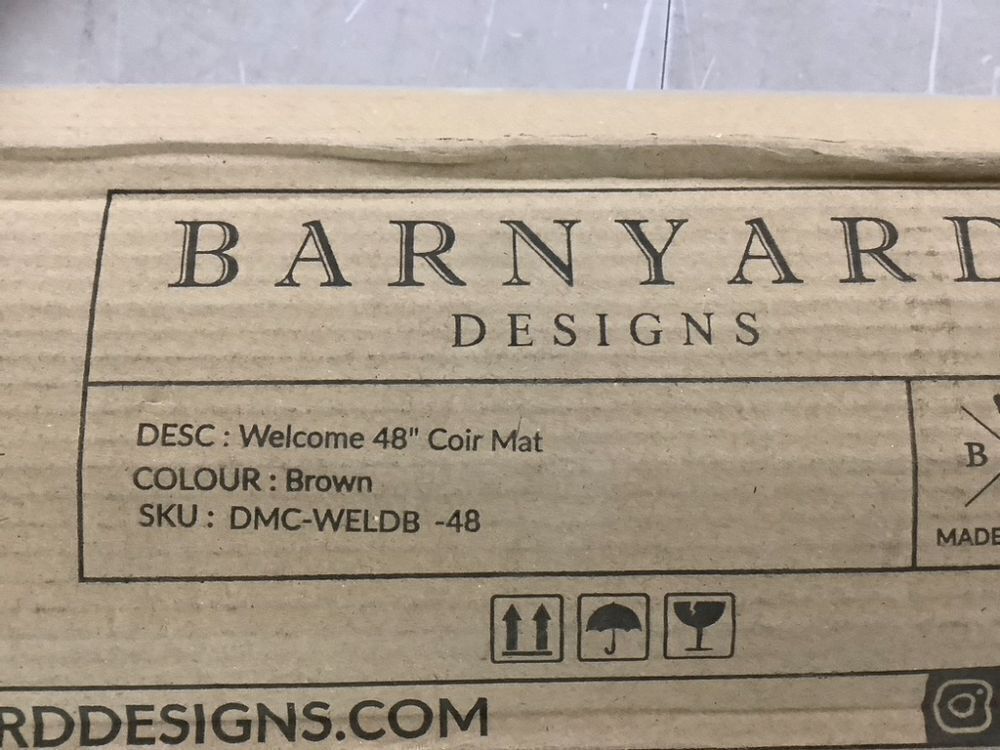 BARNYARD
DESIGNS
DESC : Welcome 48" Coir Mat
COLOUR : Brown
SKU : DMC-WELDB -48
B
MADE
RDDESIGNS.COM